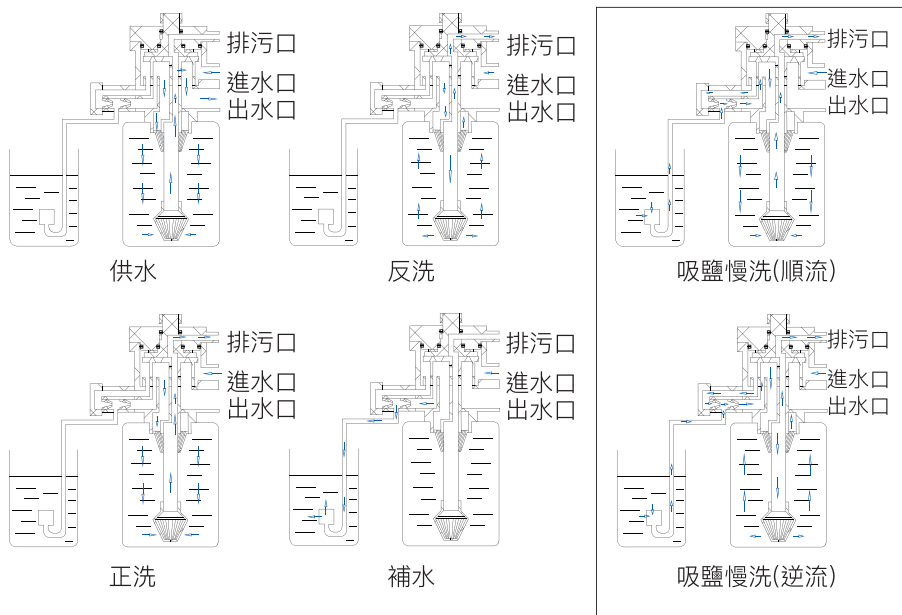 排污口
進水口
出水口
供水
排污口
進水口
出水口
反洗
排污口
進水口
出水口
吸鹽慢洗(順流)
排污口
進水口
出水口
正洗
排污口
進水口
出水口
補水
排污口
進水口
出水口
吸鹽慢洗(逆流)